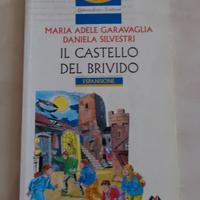 MARIA ADELE GARAVAGLIA
DANIELA SILVESTRI
IL CASTELLO
DEL BRIVIDO
ESPANSIONE